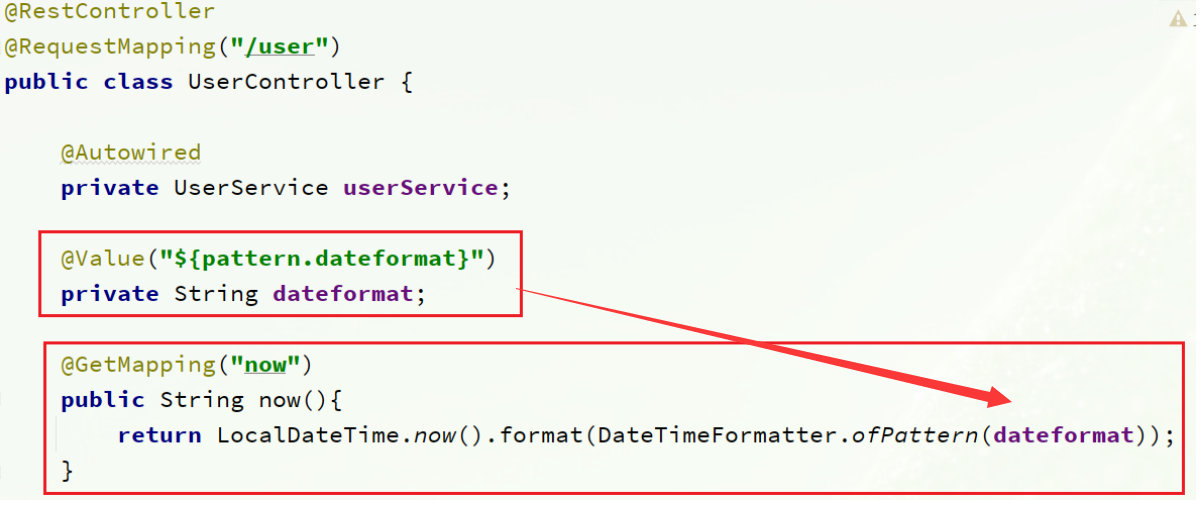 @RestController
@RequestMapping("/user")
public class UserController {
@Autowired
private UserService userService;
@Value("${pattern.dateformat}")
private String dateformat;
@GetMapping("now")
public String now(){
return LocalDateTime.now().format(DateTimeFormatter.ofPattern(dateformat));
}